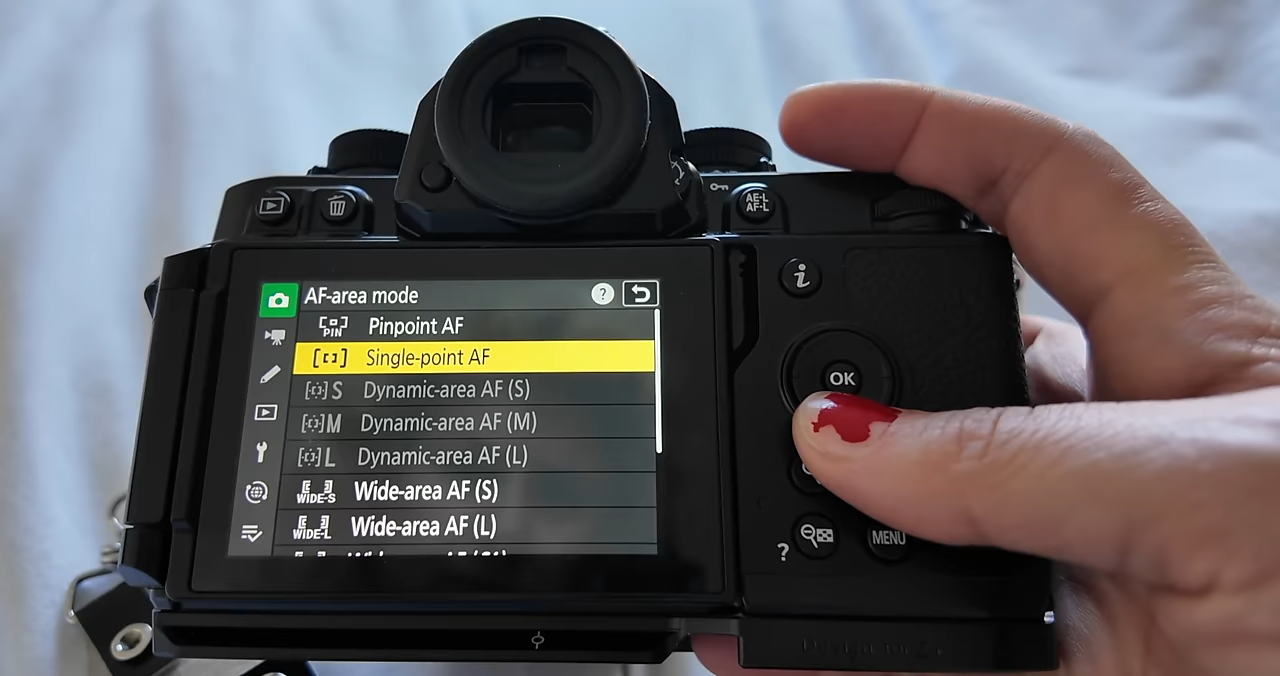 AE-L
AF-L
i
AF-area mode
?
PIN
Pinpoint AF
Single-point AF
S Dynamic-area AF (S)
M Dynamic-area AF (M)
L Dynamic-area AF (L)
WIDE-S Wide-area AF (S)
WIDE-L Wide-area AF (L)
OK
?
MENU